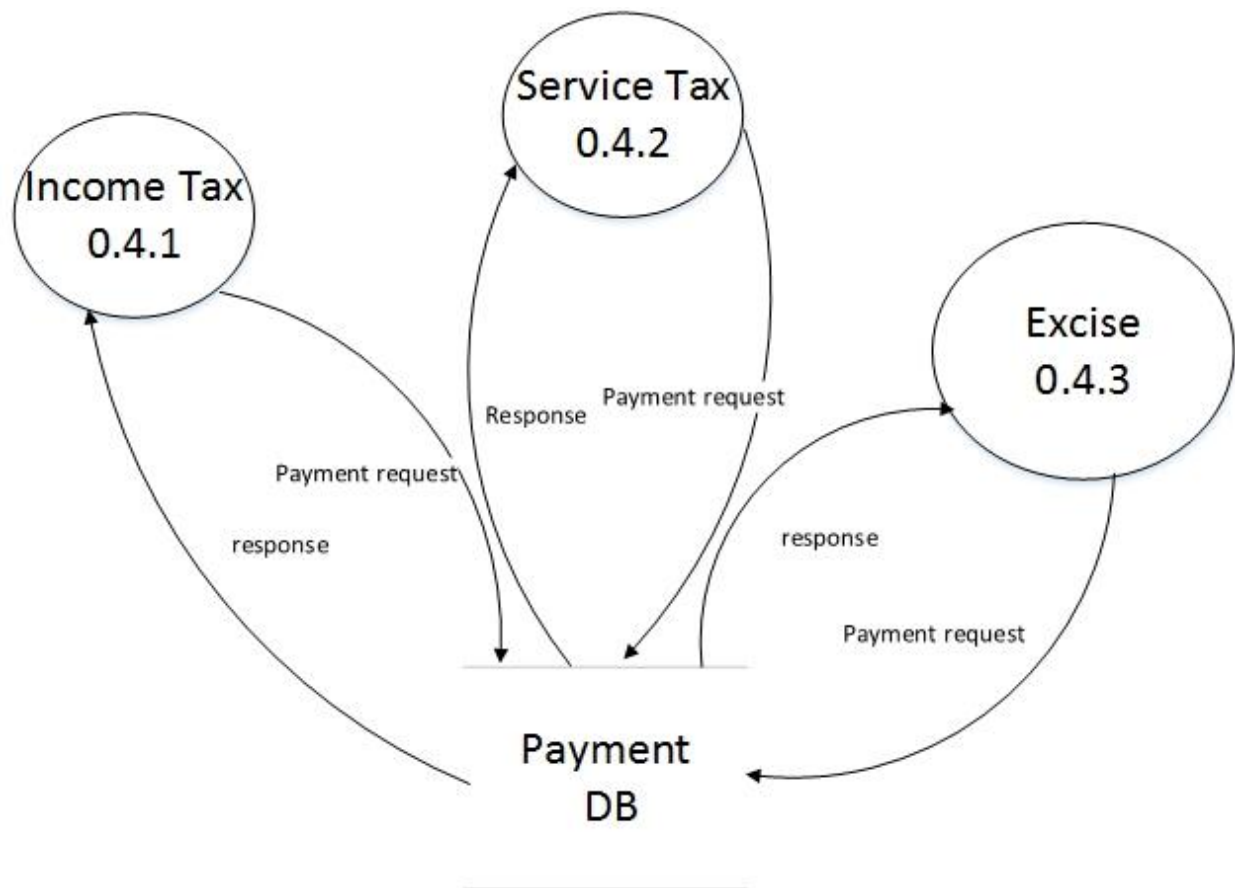 Service Tax
0.4.2
Income Tax
0.4.1
Excise
0.4.3
Response
Payment request
Payment request
response
response
Payment request
Payment
DB